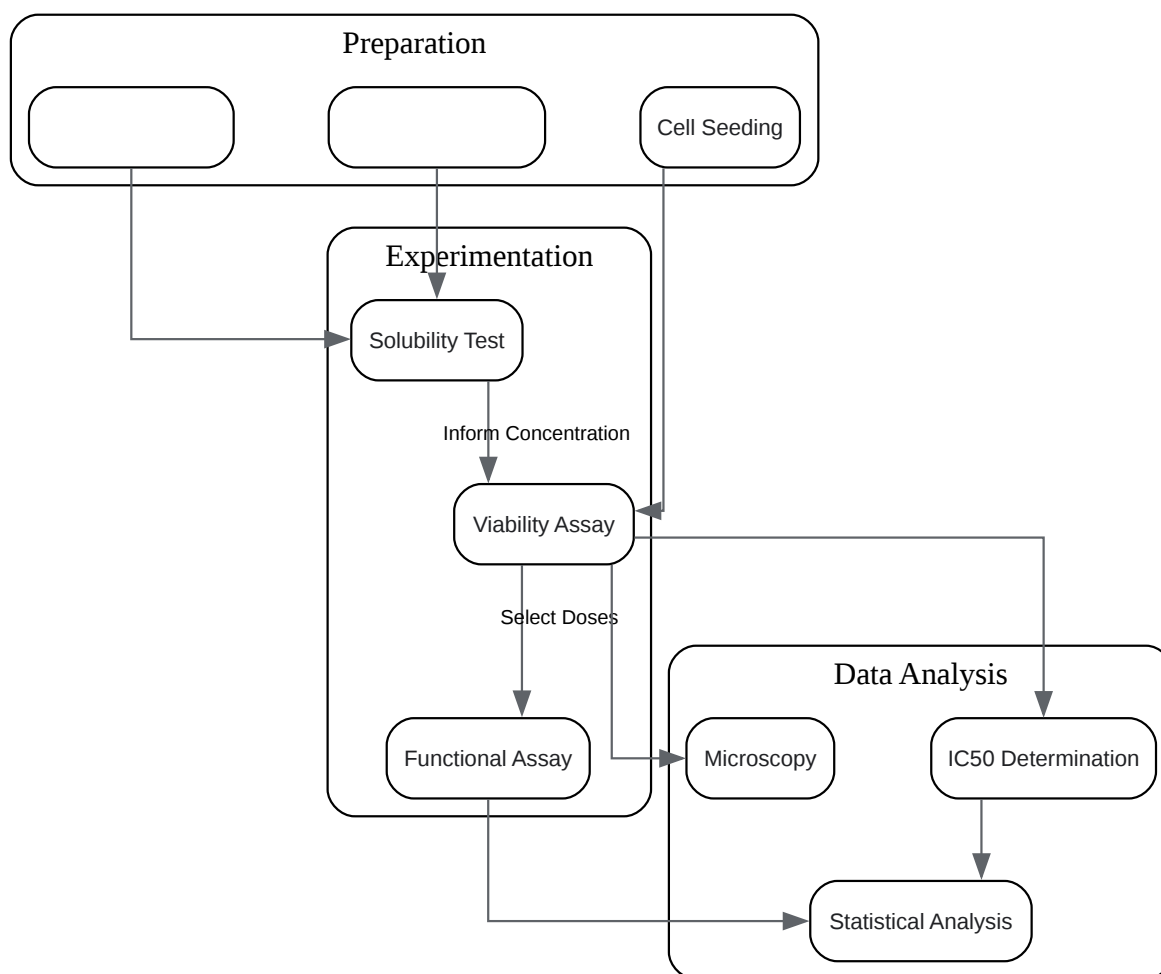 Preparation
Cell Seeding
Experimentation
Solubility Test
Inform Concentration
Viability Assay
Select Doses
Data Analysis
Functional Assay
Microscopy
IC50 Determination
Statistical Analysis